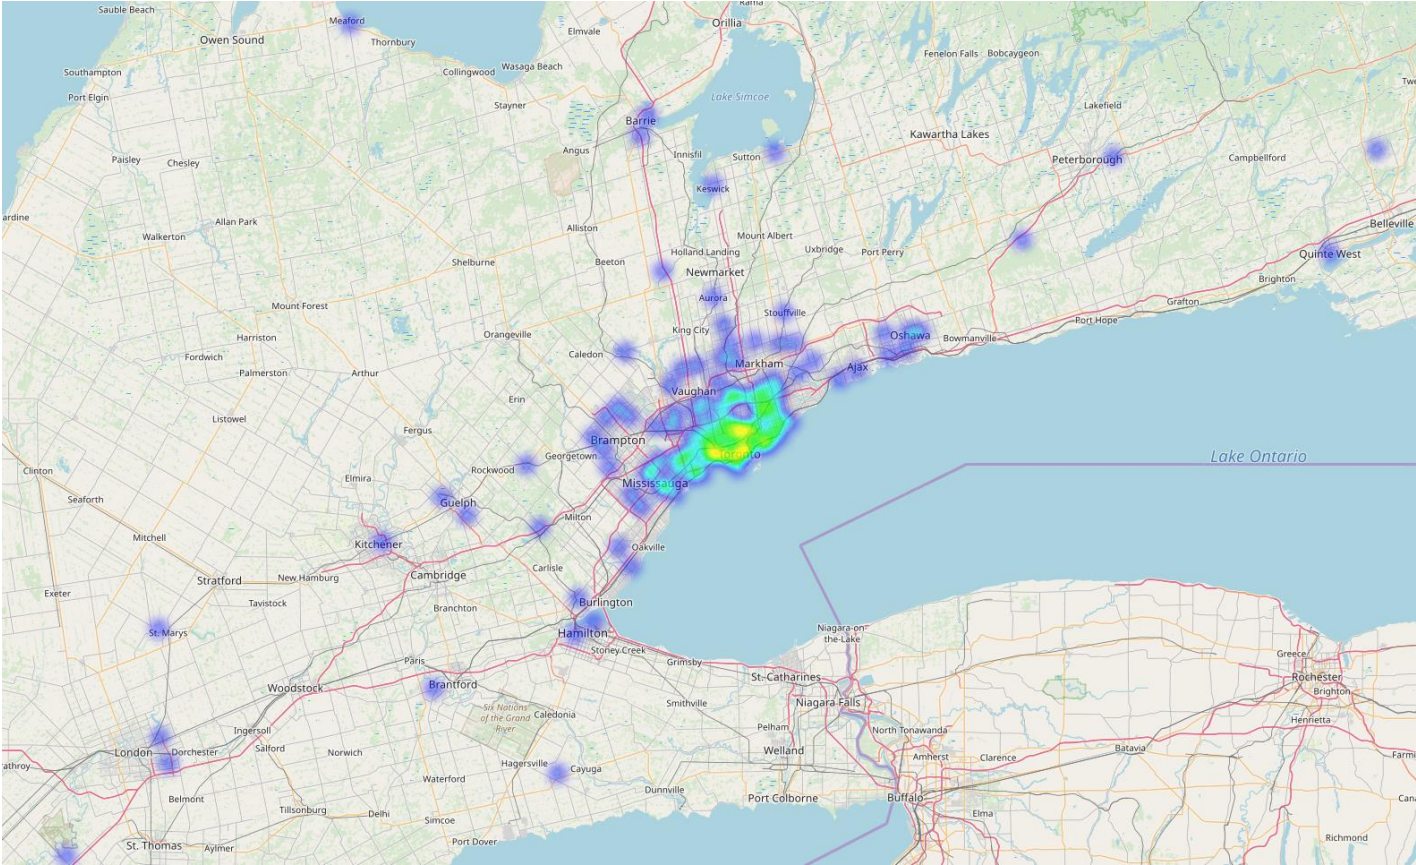 Sauble Beach
Meaford
Rama
Orillia
Elmvale
Owen Sound
Thornbury
Fenelon Falls
Bobcaygeon
Wasaga Beach
Southampton
Collingwood
Port Elgin
Lake Simcoe
Stayner
Lakefield
Barrie
Kawartha Lakes
Angus
Innisfil
Sutton
Paisley
Chesley
Peterborough
Campbellford
Keswick
ardine
Allan Park
Belleville
Alliston
Walkerton
Mount Albert
Holland Landing
Uxbridge
Port Perry
Quinte West
Shelburne
Beeton
Newmarket
Brighton
Aurora
Grafton
Mount Forest
Stouffville
Port Hope
King City
Orangeville
Oshawa
Harriston
Bowmanville
Caledon
Fordwich
Markham
Ajax
Palmerston
Arthur
Vaughan
Erin
Listowel
Fergus
Brampton
Georgetown
Toronto
Lake Ontario
Clinton
Rockwood
Elmira
Mississauga
Seaforth
Guelph
Milton
Mitchell
Kitchener
Oakville
Carlisle
Stratford
New Hamburg
Cambridge
Exeter
Tavistock
Burlington
Branchton
Niagara-on
-the-Lake
St. Marys
Hamilton
Stoney Creek
Greece
Paris
Grimsby
St. Catharines
Rochester
Woodstock
Brantford
Brighton
Smithville
Niagara Falls
Six Nations
of the Grand
River
Caledonia
Henrietta
Pelham
North Tonawanda
Ingersoll
Batavia
London
Dorchester
Salford
Norwich
Welland
Amherst
Clarence
Farmi
athroy
Hagersville
Cayuga
Waterford
Dunnville
Belmont
Port Colborne
Buffalo
Tillsonburg
Delhi
Elma
Simcoe
St. Thomas
Aylmer
Port Dover
Richmond